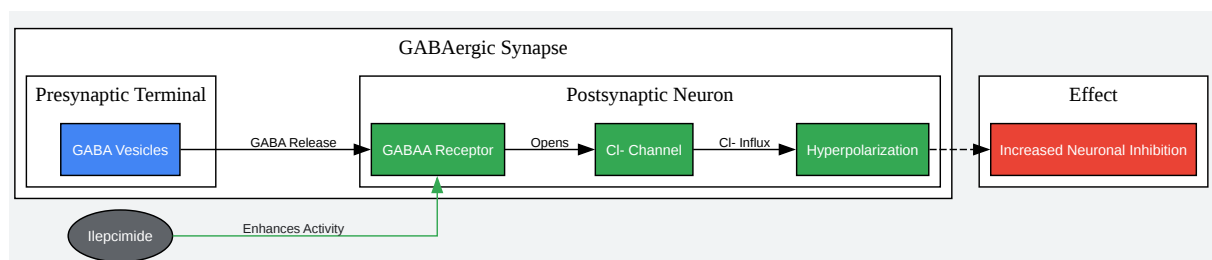 GABAergic Synapse
Presynaptic Terminal
Postsynaptic Neuron
Effect
GABA Vesicles
GABA Release
GABAA Receptor
Opens
Cl- Channel
Cl- Influx
Hyperpolarization
Increased Neuronal Inhibition
Ilepcimide
Enhances Activity